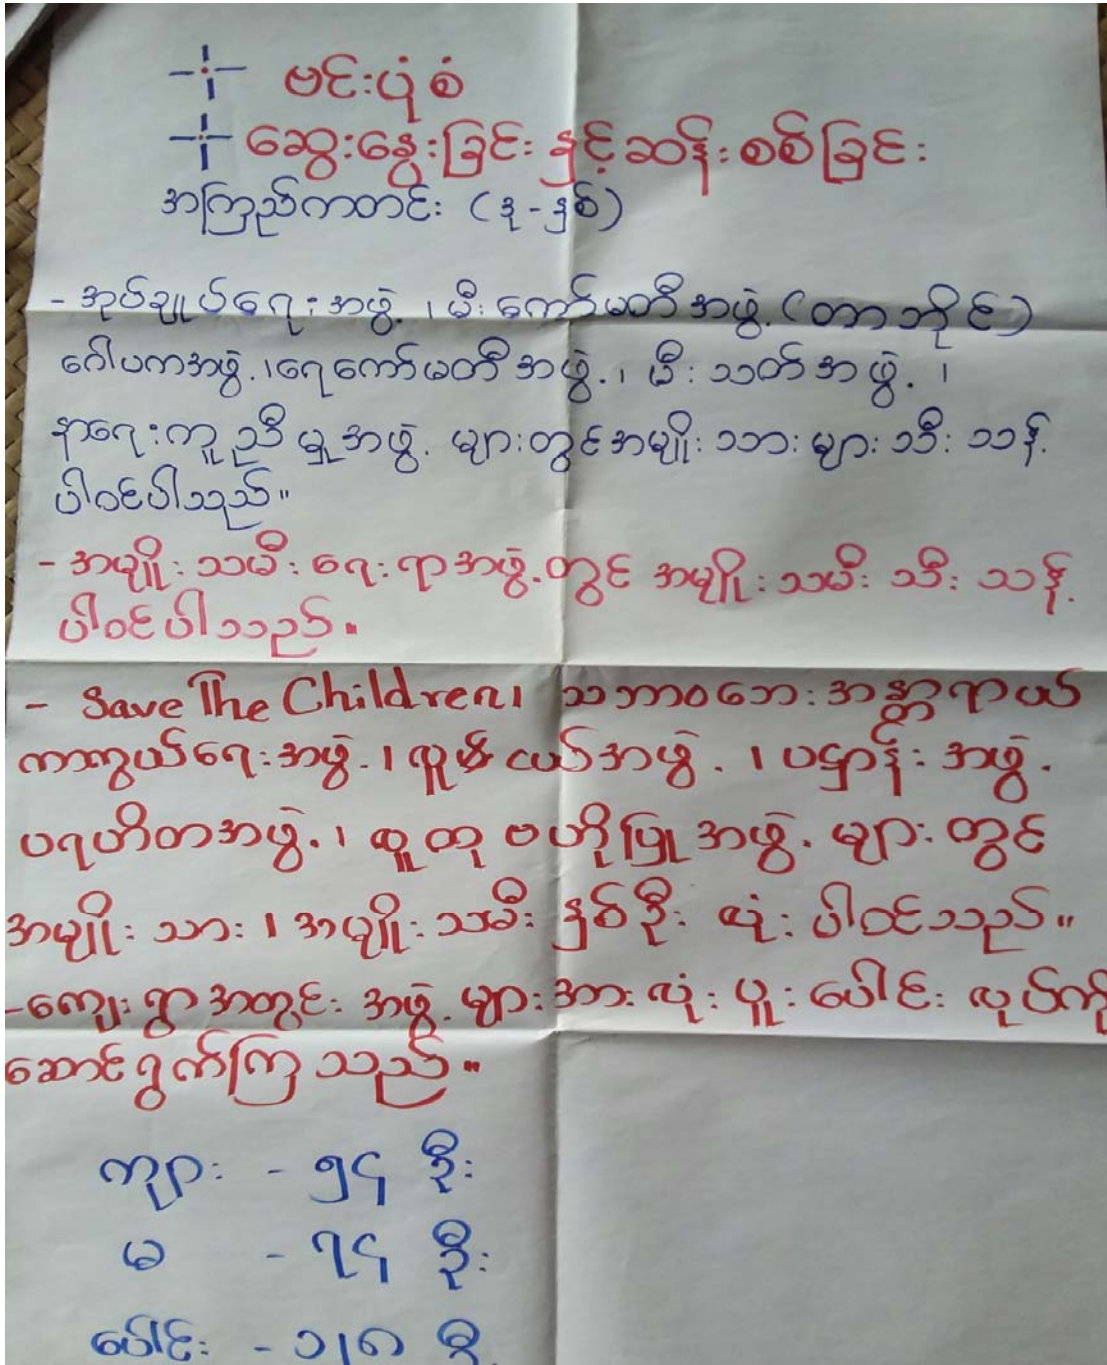 ဗင်းပုံစံ
ဆွေးနွေးခြင်း နှင့်ဆန်းစစ်ခြင်း
အကြည်ကတင်း (ဒု-နှစ်)
- အုပ်ချုပ်ရေးအဖွဲ့၊ မီးကော်မတီအဖွဲ့ (တာဘိုင်)
ဂေါပကအဖွဲ့၊ ရေကော်မတီအဖွဲ့၊ မီးသတ်အဖွဲ့၊
နာရေးကူညီမှုအဖွဲ့များတွင်အမျိုးသားများသီးသန့်
ပါဝင်ပါသည်။
- အမျိုးသမီးရေးရာအဖွဲ့တွင် အမျိုးသမီးသီးသန့်
ပါဝင်ပါသည်။
- Save The Children၊ သဘာဝဘေးအန္တာရာယ်
ကာကွယ်ရေးအဖွဲ့၊ လူငယ်အဖွဲ့၊ ပဌာန်းအဖွဲ့
ပရဟိတအဖွဲ့၊ လူထုဗဟိုပြုအဖွဲ့များတွင်
အမျိုးသား၊ အမျိုးသမီး နှစ်ဦးလုံးပါဝင်သည်။
-ကျေးရွာအတွင်းအဖွဲ့များအားလုံးပူးပေါင်းလုပ်ကို
ဆောင်ရွက်ကြသည်။
ကျား - ၅၄ ဦး
မ - ၇၄ ဦး
ပေါင်း - ၁၂၈ ဦး